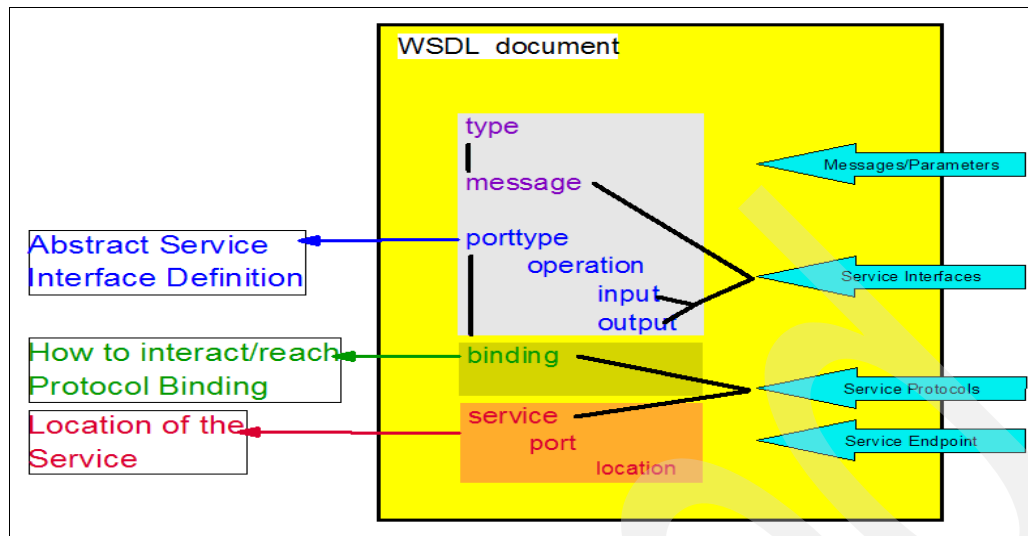 WSDL document
type
message
Messages/Parameters
Abstract Service
Interface Definition
porttype
operation
input
output
Service Interfaces
How to interact/reach
Protocol Binding
binding
Service Protocols
Location of the
Service
service
port
location
Service Endpoint